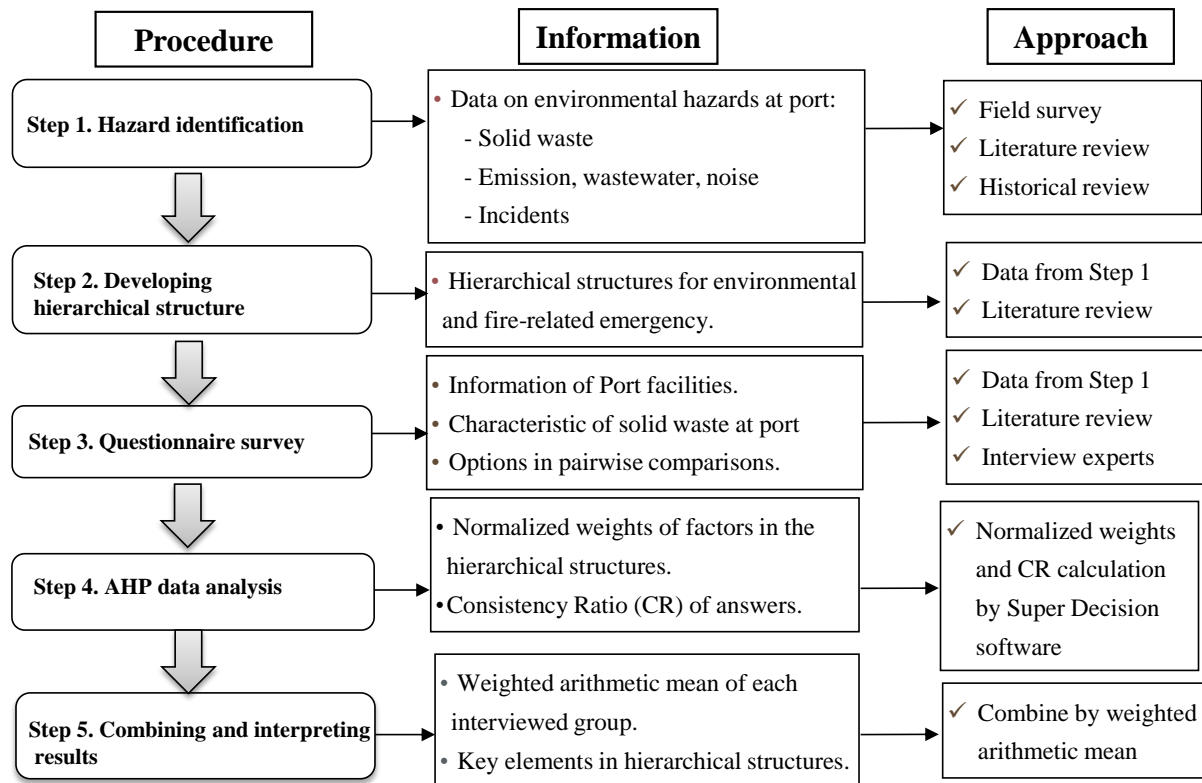 Procedure
Information
Approach
Step 1. Hazard identification
• Data on environmental hazards at port:
- Solid waste
- Emission, wastewater, noise
- Incidents
✓ Field survey
✓ Literature review
✓ Historical review
Step 2. Developing
hierarchical structure
• Hierarchical structures for environmental
and fire-related emergency.
✓ Data from Step 1
✓ Literature review
Step 3. Questionnaire survey
• Information of Port facilities.
• Characteristic of solid waste at port
• Options in pairwise comparisons.
✓ Data from Step 1
✓ Literature review
✓ Interview experts
Step 4. AHP data analysis
• Normalized weights of factors in the
hierarchical structures.
• Consistency Ratio (CR) of answers.
✓ Normalized weights
and CR calculation
by Super Decision
software
Step 5. Combining and interpreting
results
• Weighted arithmetic mean of each
interviewed group.
• Key elements in hierarchical structures.
✓ Combine by weighted
arithmetic mean